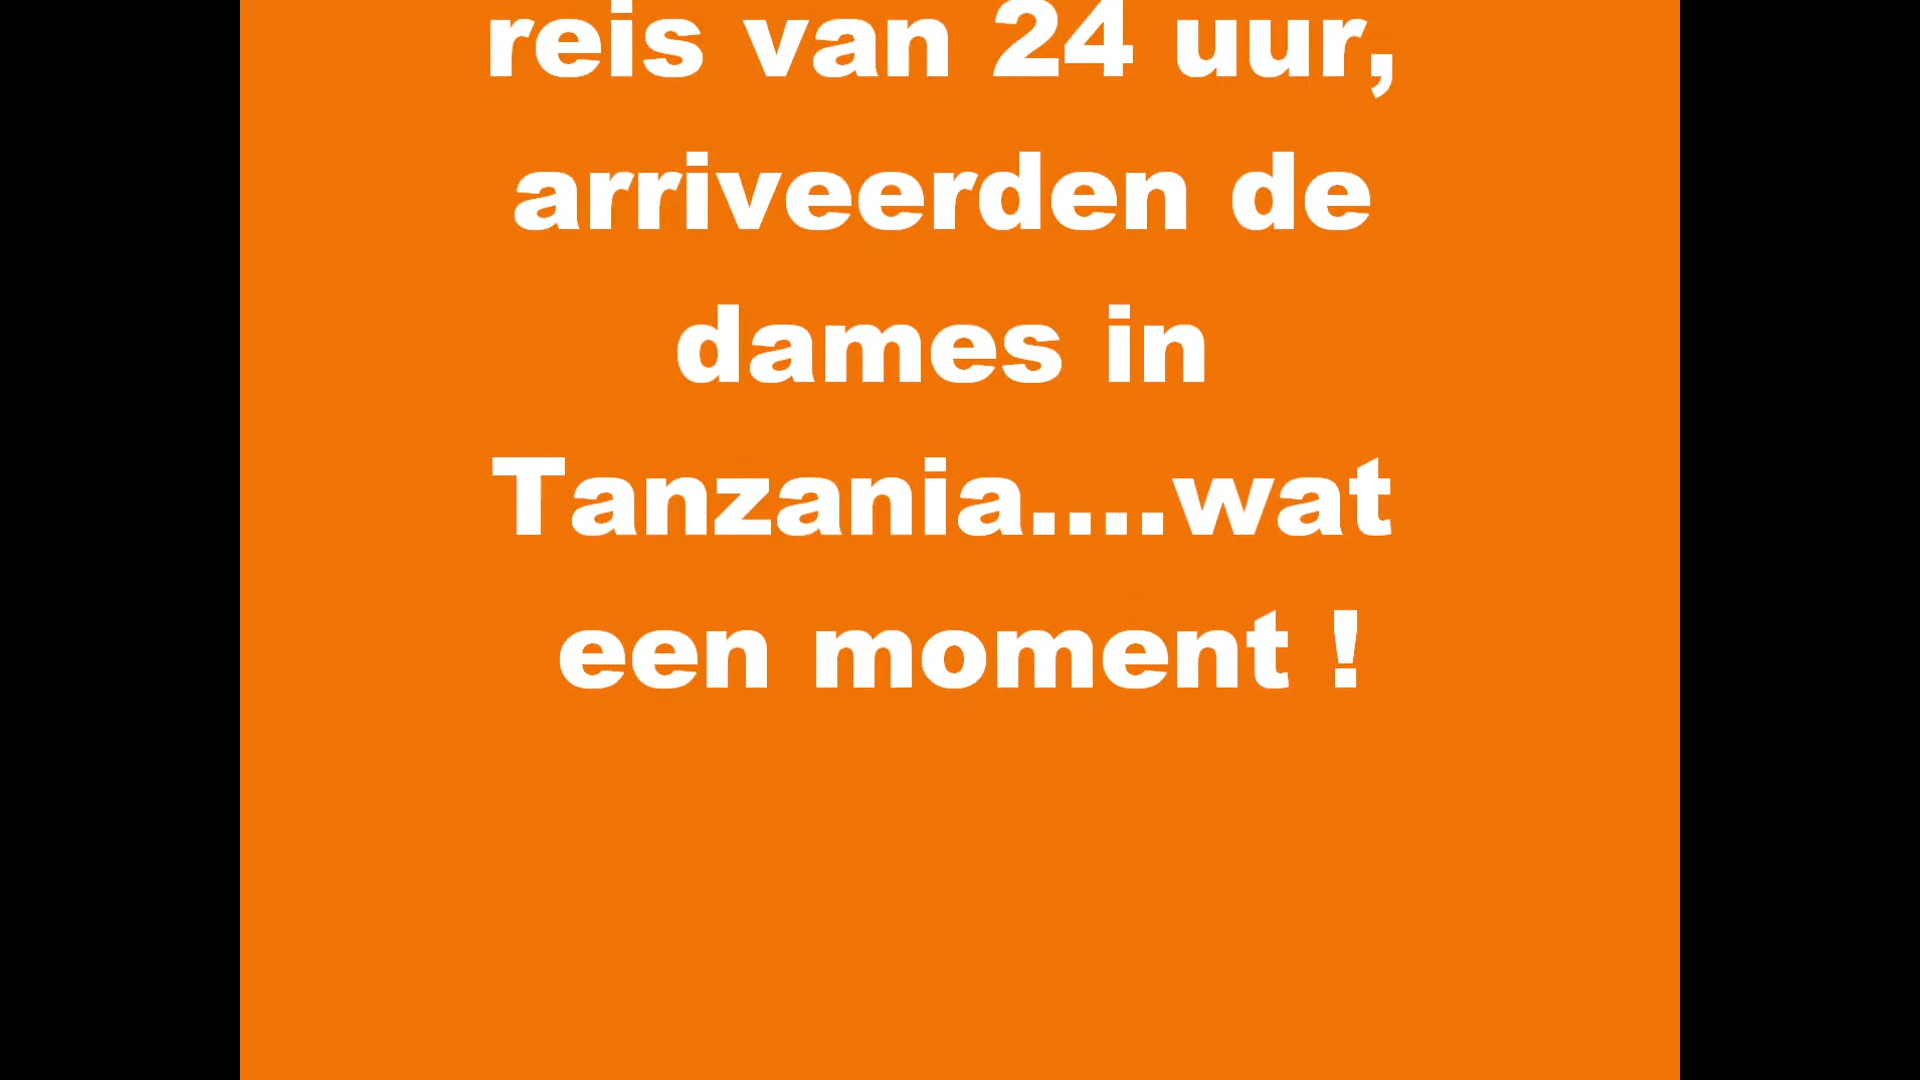 reis van 24 uur,
arriveerden de
dames in
Tanzania....wat
een moment !